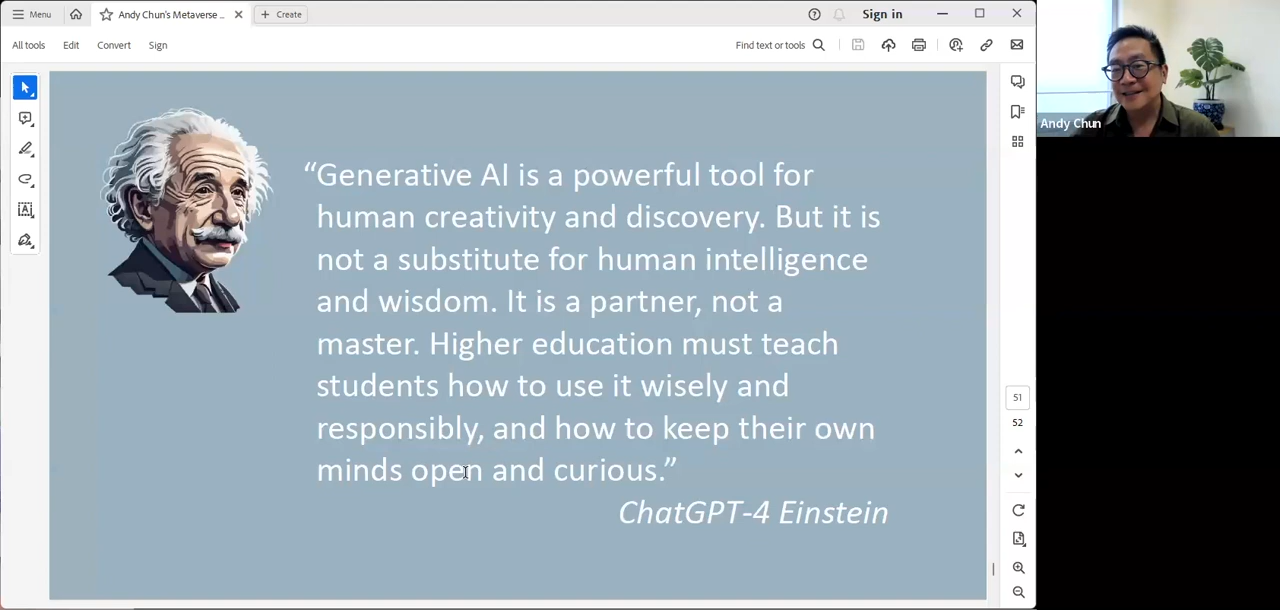 Menu
Andy Chun's Metaverse ...
Create
Sign in
All tools
Edit
Convert
Sign
Find text or tools
Andy Chun
“Generative AI is a powerful tool for
human creativity and discovery. But it is
not a substitute for human intelligence
and wisdom. It is a partner, not a
master. Higher education must teach
students how to use it wisely and
responsibly, and how to keep their own
minds open and curious.”
ChatGPT-4 Einstein
51
52